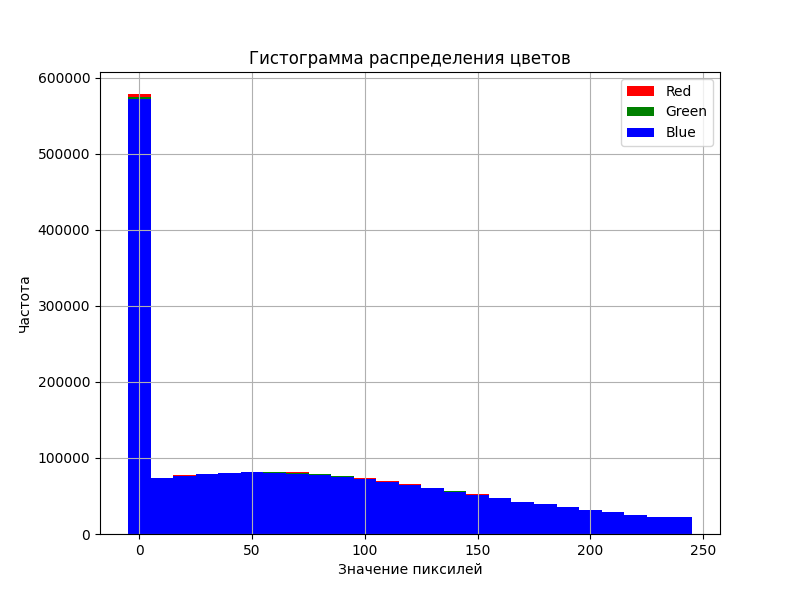 Гистограмма распределения цветов
Red
Green
Blue
600000
500000
400000
300000
200000
100000
0
Частота
0 50 100 150 200 250
Значение пиксилей